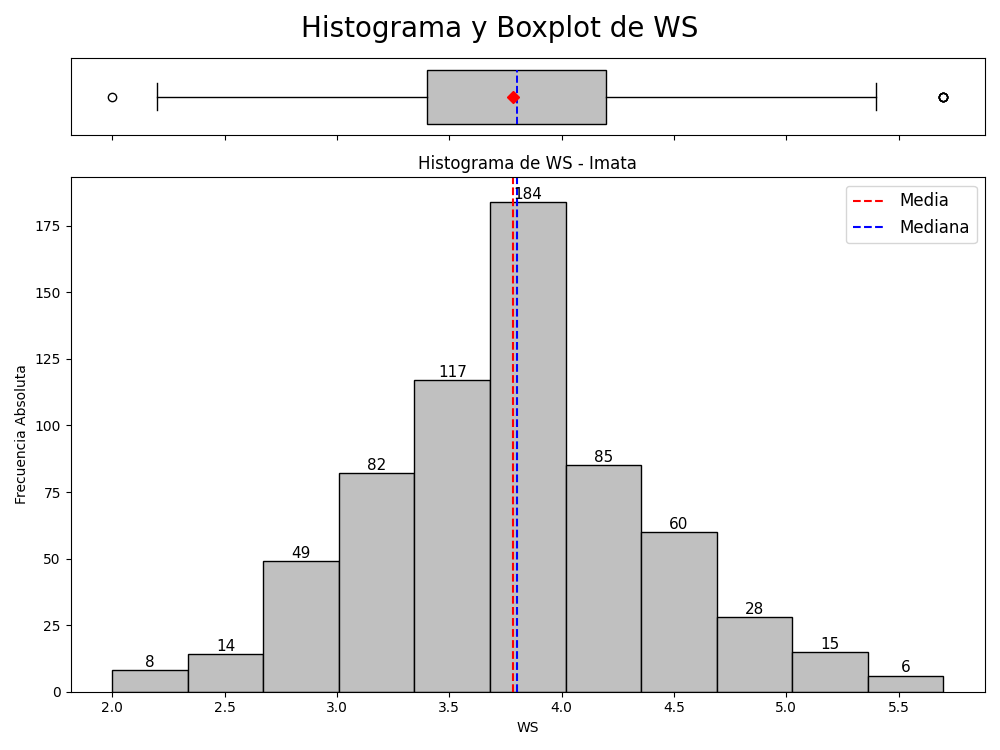 Histograma y Boxplot de WS
2.0 2.5 3.0 3.5 4.0 4.5 5.0 5.5
Histograma de WS - Imata
Media
Mediana
Frecuencia Absoluta
175
150
125
100
75
50
25
0
8 14 49 82 117 184 85 60 28 15 6
WS